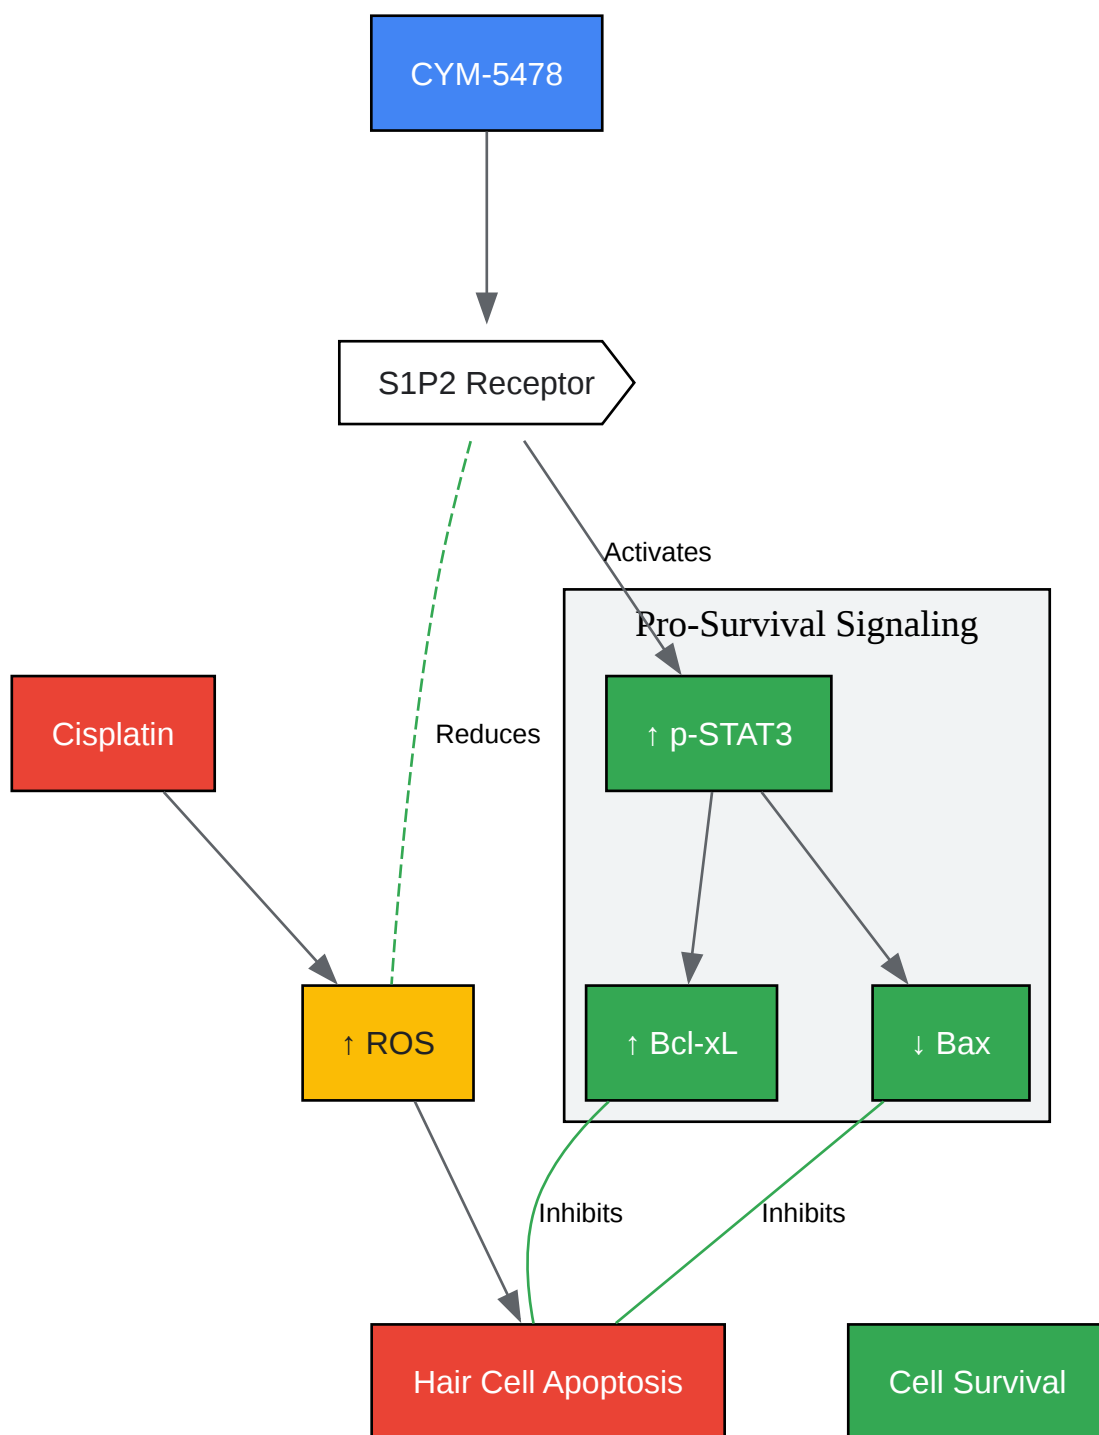 CYM-5478
S1P2 Receptor
Activates
Pro-Survival Signaling
Cisplatin
Reduces
↑ p-STAT3
↑ ROS
↑ Bcl-xL
↓ Bax
Inhibits
Inhibits
Hair Cell Apoptosis
Cell Survival